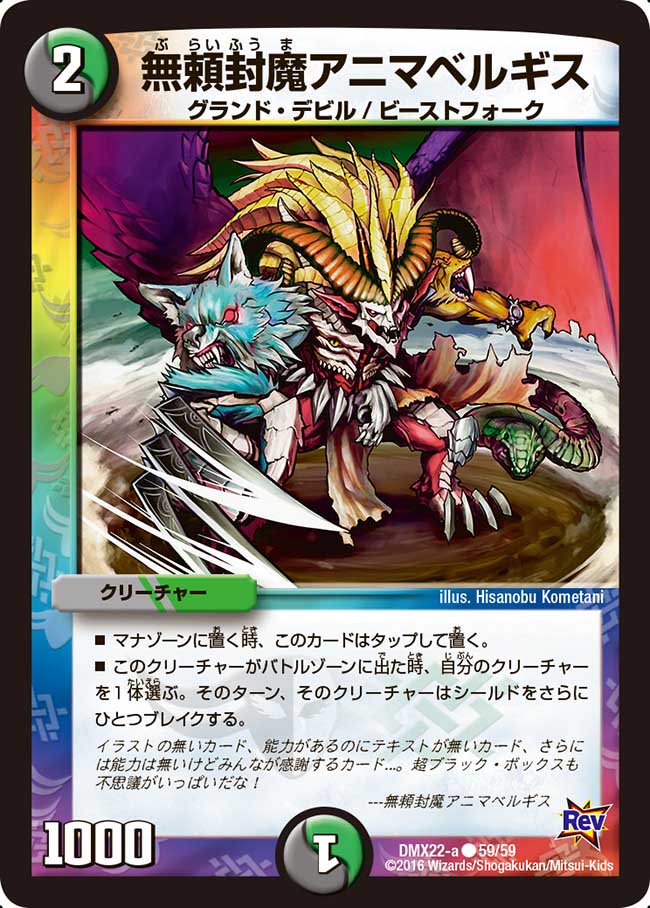 2
ぶらいふうま
無頼封魔アニマベルギス
グランド・デビル / ビーストフォーク
クリーチャー
illus. Hisanobu Kometani
■ マナゾーンに置く時、このカードはタップして置く。
■ このクリーチャーがバトルゾーンに出た時、自分のクリーチャー
を1体選ぶ。そのターン、そのクリーチャーはシールドをさらに
ひとつブレイクする。
イラストの無いカード、能力があるのにテキストが無いカード、さらに
は能力は無いけどみんなが感謝するカード...。超ブラック・ボックスも
不思議がいっぱいだな！
---無頼封魔アニマベルギス
1000
1
Rev
DMX22-a ● 59/59
©2016 Wizards/Shogakukan/Mitsui-Kids